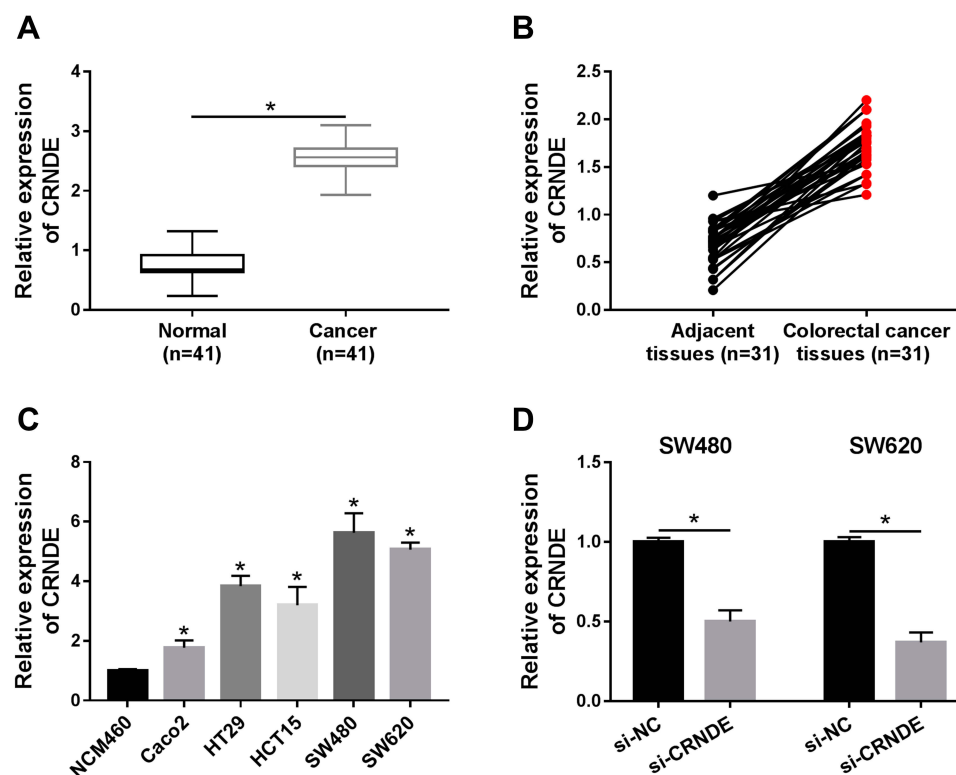 A
Relative expression
of CRNDE
4
3
2
1
0
*
Normal
(n=41)
Cancer
(n=41)
B
Relative expression
of CRNDE
2.5
2.0
1.5
1.0
0.5
0.0
Adjacent
tissues (n=31)
Colorectal cancer
tissues (n=31)
C
Relative expression
of CRNDE
8
6
4
2
0
*
*
*
*
*
NCM460
Caco2
HT29
HCT15
SW480
SW620
D
SW480
SW620
Relative expression
of CRNDE
1.5
1.0
0.5
0.0
*
*
si-NC
si-CRNDE
si-NC
si-CRNDE